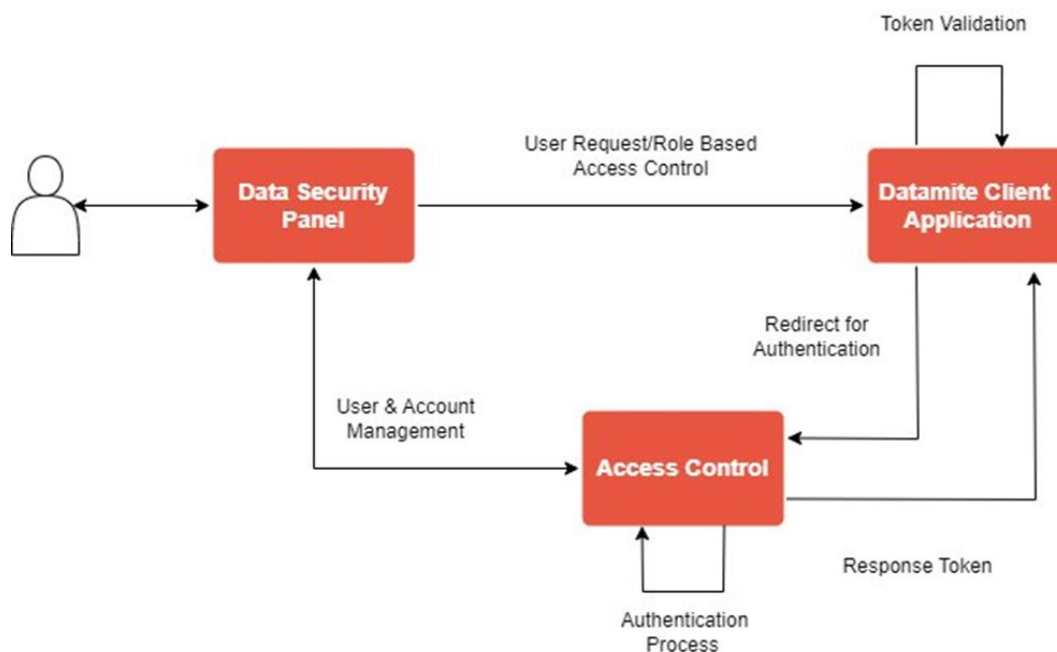 Token Validation
User Request/Role Based
Access Control
Data Security
Panel
Datamite Client
Application
Redirect for
Authentication
User & Account
Management
Access Control
Response Token
Authentication
Process